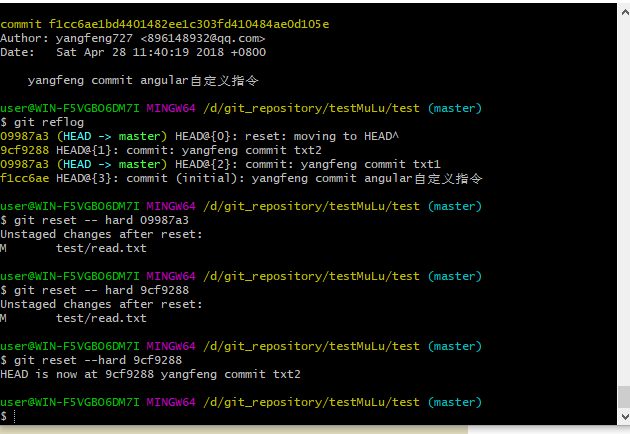 commit f1cc6ae1bd4401482ee1c303fd410484ae0d105e
Author: yangfeng727 <896148932@qq.com>
Date:   Sat Apr 28 11:40:19 2018 +0800
yangfeng commit angular自定义指令
user@WIN-F5VGBO6DM7I MINGW64 /d/git_repository/testMuLu/test (master)
$ git reflog
09987a3 (HEAD -> master) HEAD@{0}: reset: moving to HEAD^
9cf9288 HEAD@{1}: commit: yangfeng commit txt2
09987a3 (HEAD -> master) HEAD@{2}: commit: yangfeng commit txt1
f1cc6ae HEAD@{3}: commit (initial): yangfeng commit angular自定义指令
user@WIN-F5VGBO6DM7I MINGW64 /d/git_repository/testMuLu/test (master)
$ git reset -- hard 09987a3
Unstaged changes after reset:
M       test/read.txt
user@WIN-F5VGBO6DM7I MINGW64 /d/git_repository/testMuLu/test (master)
$ git reset -- hard 9cf9288
Unstaged changes after reset:
M       test/read.txt
user@WIN-F5VGBO6DM7I MINGW64 /d/git_repository/testMuLu/test (master)
$ git reset --hard 9cf9288
HEAD is now at 9cf9288 yangfeng commit txt2
user@WIN-F5VGBO6DM7I MINGW64 /d/git_repository/testMuLu/test (master)
$